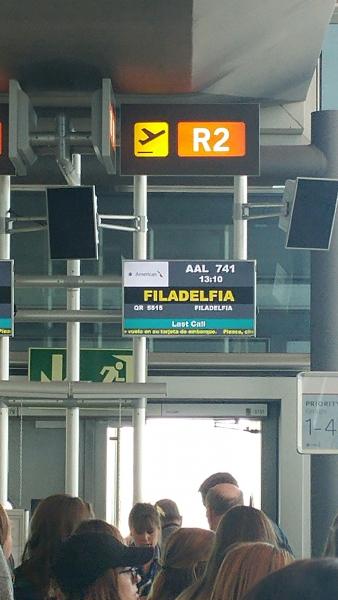 R2
American
AAL 741
13:10
FILADELFIA
QR 5515 FILADELFIA
Last Call
vuelo en su tarjeta de embarque. Please, ch
PRIORITY
1-4